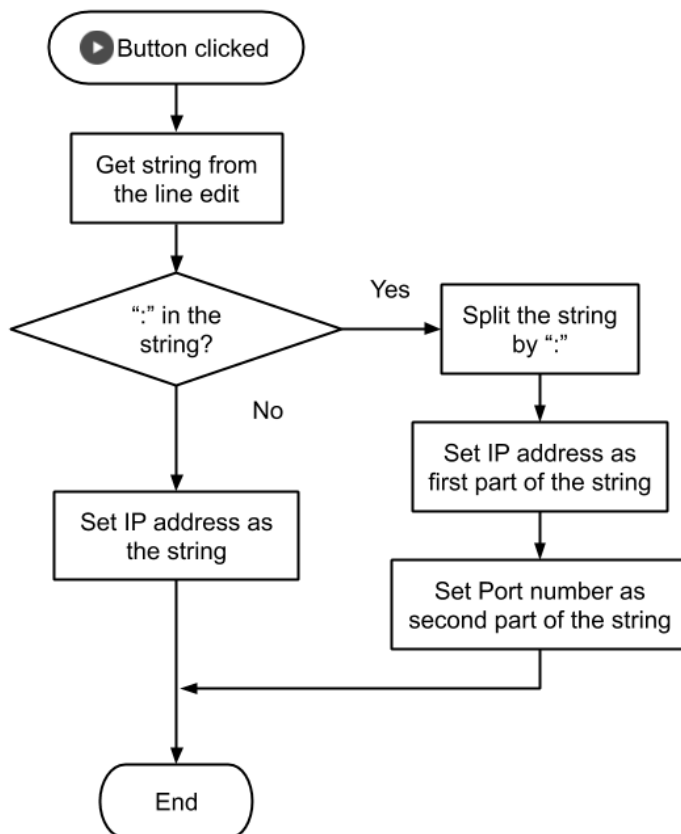 Button clicked
Get string from
the line edit
“:” in the
string?
Yes
Split the string
by “:”
No
Set IP address as
first part of the string
Set IP address as
the string
Set Port number as
second part of the string
End